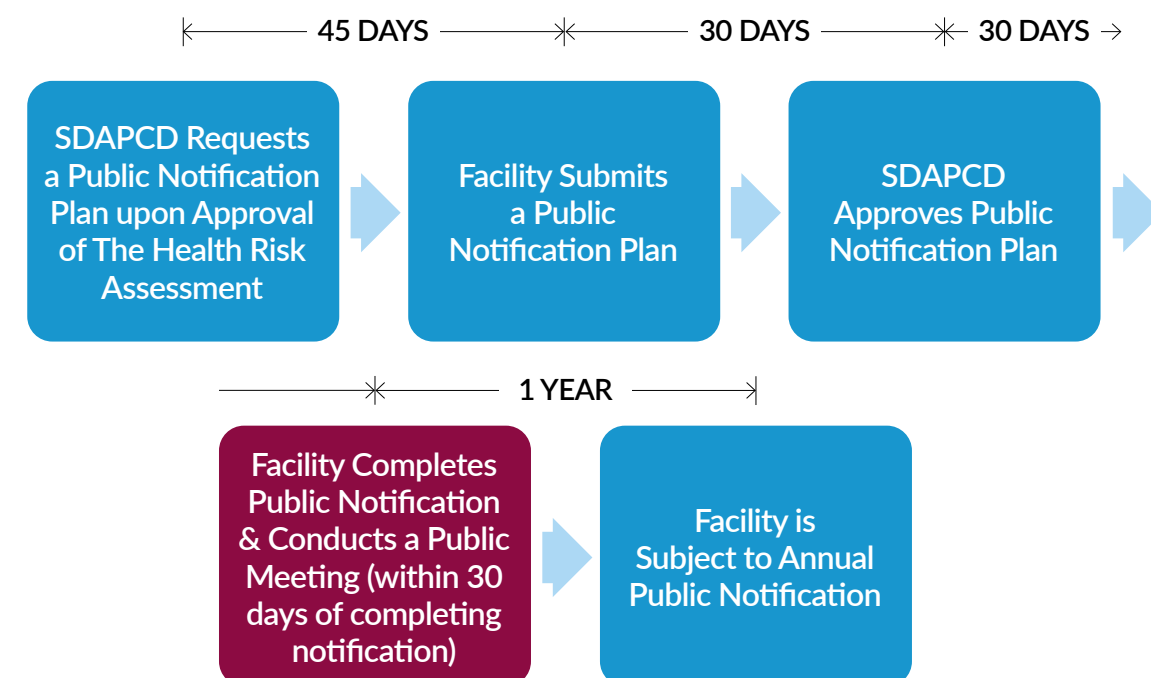 45 DAYS 30 DAYS 30 DAYS
SDAPCD Requests
a Public Notification
Plan upon Approval
of The Health Risk
Assessment
Facility Submits
a Public
Notification Plan
SDAPCD
Approves Public
Notification Plan
1 YEAR
Facility Completes
Public Notification
& Conducts a Public
Meeting (within 30
days of completing
notification)
Facility is
Subject to Annual
Public Notification